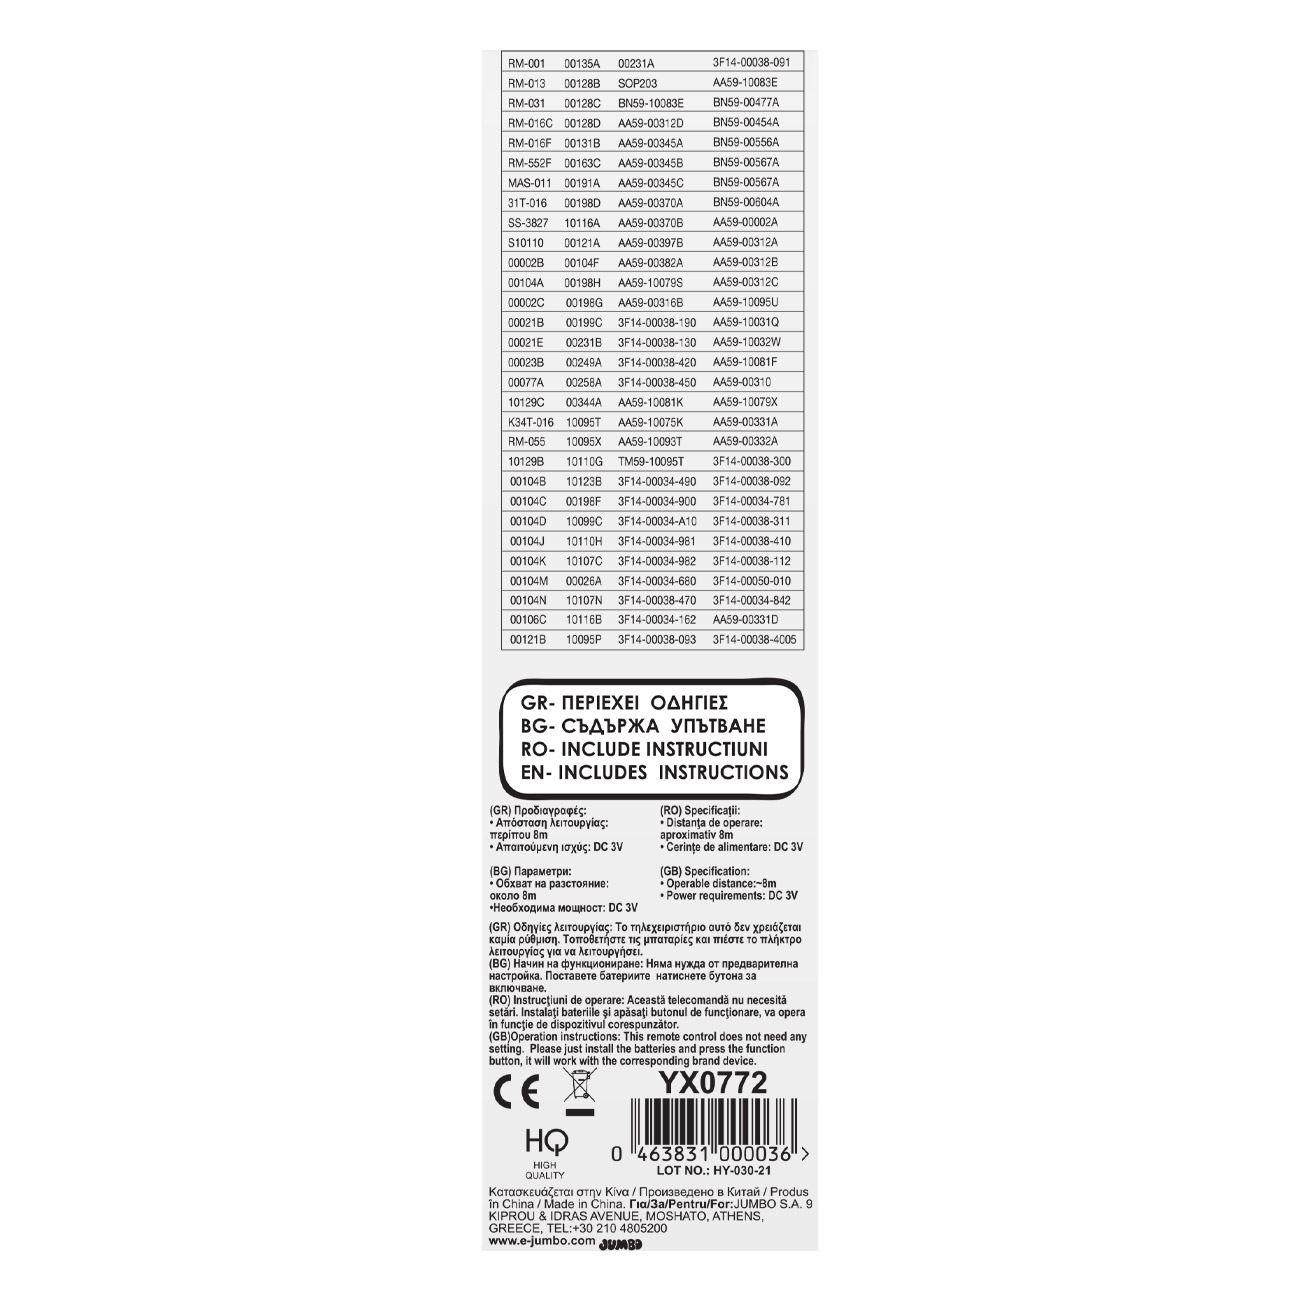 RM-001 00135A 00231A 3F14-00038-091
RM-013 00128B SOP203 AA59-10083E
RM-031 00128C BN59-10083E BN59-00477A
RM-016C 00128D AA59-00312D BN59-00454A
RM-016F 00131B AA59-00345A BN59-00556A
RM-552F 00163C AA59-00345B BN59-00567A
MAS-011 00191A AA59-00345C BN59-00567A
31T-016 00198D AA59-00370A BN59-00604A
SS-3827 10116A AA59-00370B AA59-00002A
S10110 00121A AA59-00397B AA59-00312A
00002B 00104F AA59-00382A AA59-00312B
00104A 00198H AA59-10079S AA59-00312C
00002C 00198G AA59-00316B AA59-10095U
00021B 00199C 3F14-00038-190 AA59-10031Q
00021E 00231B 3F14-00038-130 AA59-10032W
00023B 00249A 3F14-00038-420 AA59-10081F
00077A 00258A 3F14-00038-450 AA59-00310
10129C 00344A AA59-10081K AA59-10079X
K34T-016 10095T AA59-10075K AA59-00331A
RM-055 10095X AA59-10093T AA59-00332A
10129B 10110G TM59-10095T 3F14-00038-300
00104B 10123B 3F14-00034-490 3F14-00038-092
00104C 00198F 3F14-00034-900 3F14-00034-781
00104D 10099C 3F14-00034-A10 3F14-00038-311
00104J 10110H 3F14-00034-981 3F14-00038-410
00104K 10107C 3F14-00034-982 3F14-00038-112
00104M 00026A 3F14-00034-680 3F14-00050-010
00104N 10107N 3F14-00038-470 3F14-00034-842
00106C 10116B 3F14-00034-162 AA59-00331D
00121B 10095P 3F14-00038-093 3F14-00038-4005
GR- ΠΕΡΙΕΧΕΙ ΟΔΗΓΙΕΣ
BG- СЪДЪРЖА УПЪТВАНЕ
RO- INCLUDE INSTRUCTIUNI
EN- INCLUDES INSTRUCTIONS
(GR) Προδιαγραφές:
• Απόσταση λειτουργίας:
περίπου 8m
• Απαιτούμενη ισχύς: DC 3V
(RO) Specificaţii:
• Distanţa de operare:
aproximativ 8m
• Cerinţe de alimentare: DC 3V
(BG) Параметри:
• Обхват на разстояние:
около 8m
•Необходима мощност: DC 3V
(GB) Specification:
• Operable distance:~8m
• Power requirements: DC 3V
(GR) Οδηγίες λειτουργίας: Το τηλεχειριστήριο αυτό δεν χρειάζεται
καμία ρύθμιση. Τοποθετήστε τις μπαταρίες και πιέστε το πλήκτρο
λειτουργίας για να λειτουργήσει.
(BG) Начин на функциониране: Няма нужда от предварителна
настройка. Поставете батериите натиснете бутона за
включване.
(RO) Instrucţiuni de operare: Această telecomandă nu necesită
setări. Instalaţi bateriile şi apăsaţi butonul de funcţionare, va opera
în funcţie de dispozitivul corespunzător.
(GB)Operation instructions: This remote control does not need any
setting. Please just install the batteries and press the function
button, it will work with the corresponding brand device.
CE
YX0772
HQ
HIGH
QUALITY
0 463831 000036 >
LOT NO.: HY-030-21
Κατασκευάζεται στην Κίνα / Произведено в Китай / Produs
în China / Made in China. Για/За/Pentru/For:JUMBO S.A. 9
KIPROU & IDRAS AVENUE, MOSHATO, ATHENS,
GREECE, TEL:+30 210 4805200
www.e-jumbo.com JUMBO